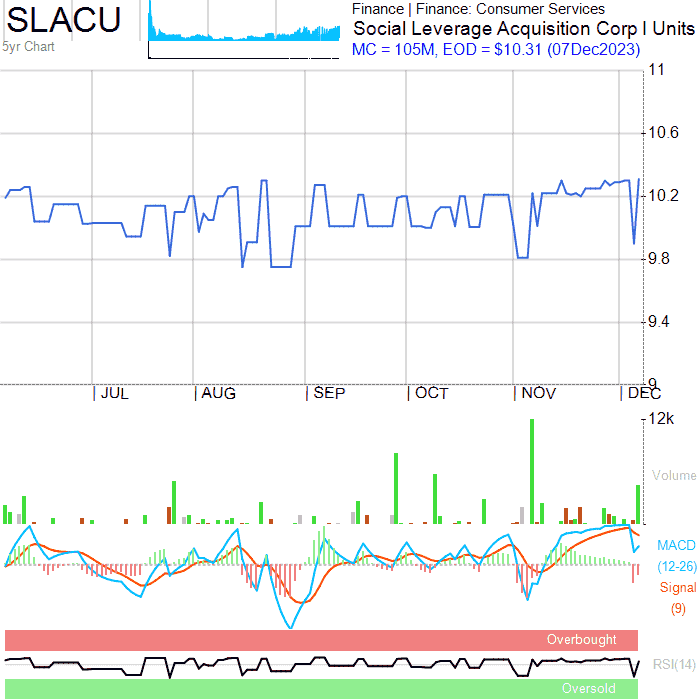 SLACU
5yr Chart
Finance | Finance: Consumer Services
Social Leverage Acquisition Corp I Units
MC = 105M, EOD = $10.31 (07Dec2023)
11
10.6
10.2
9.8
9.4
9
JUL AUG SEP OCT NOV DEC
12k
Volume
MACD
(12-26)
Signal
(9)
Overbought
RSI(14)
Oversold